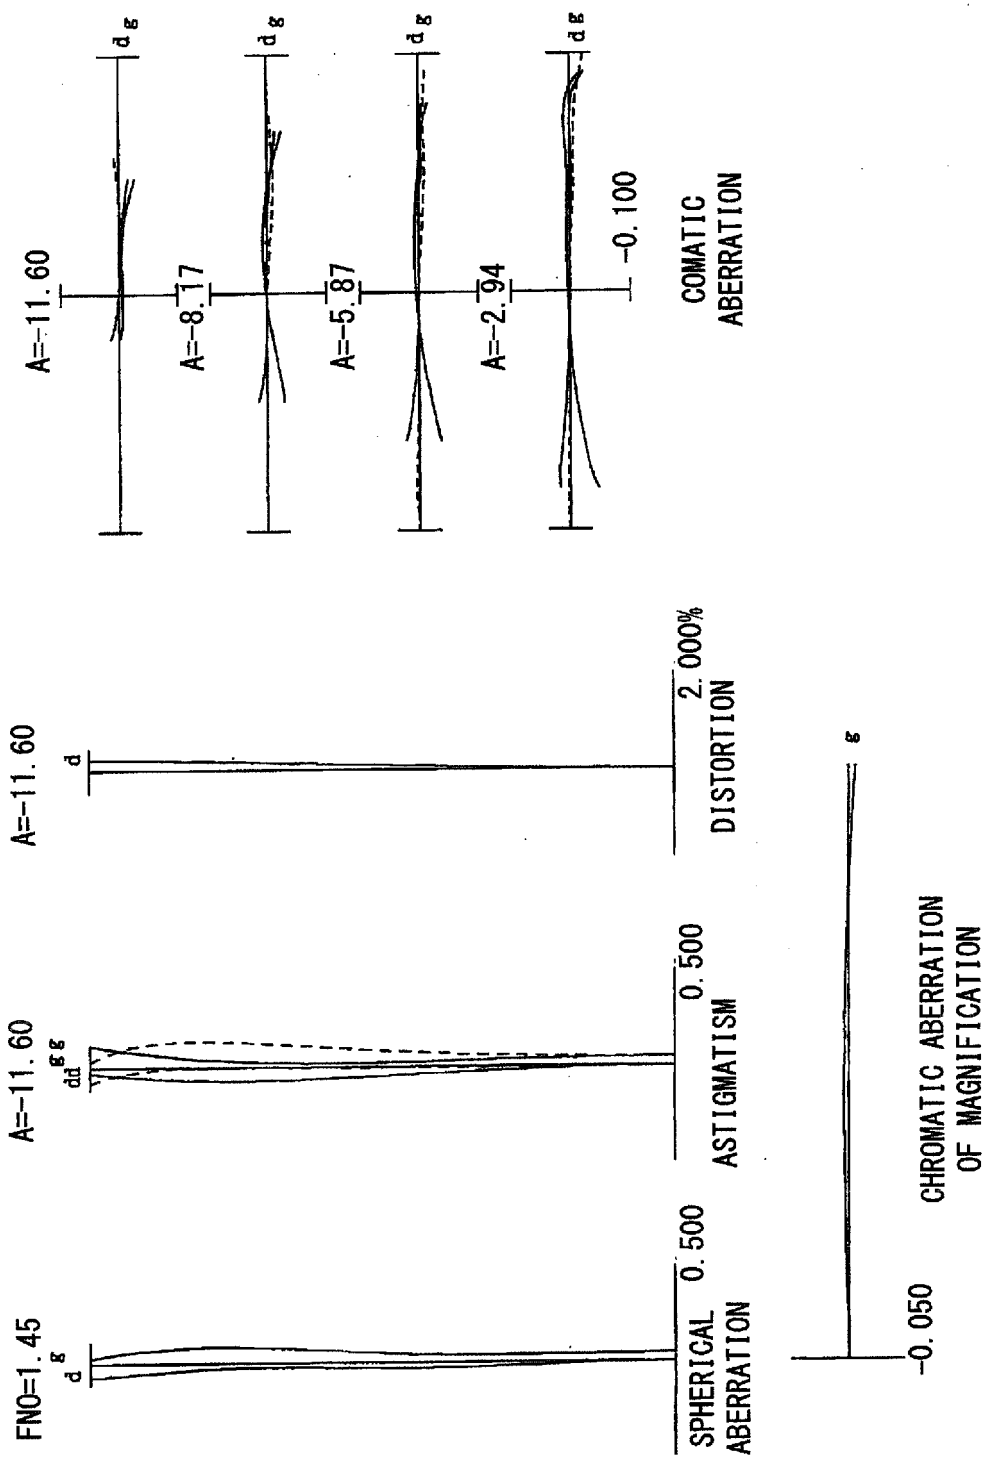 FNO=1.45
d
g
0.500
SPHERICAL
ABERRATION
A=-11.60
dd
g g
0.500
ASTIGMATISM
A=-11.60
d
2.000%
DISTORTION
A=-11.60
d g
A=-8.17
d g
A=-5.87
d g
A=-2.94
d g
-0.100
COMATIC
ABERRATION
-0.050
g
CHROMATIC ABERRATION
OF MAGNIFICATION